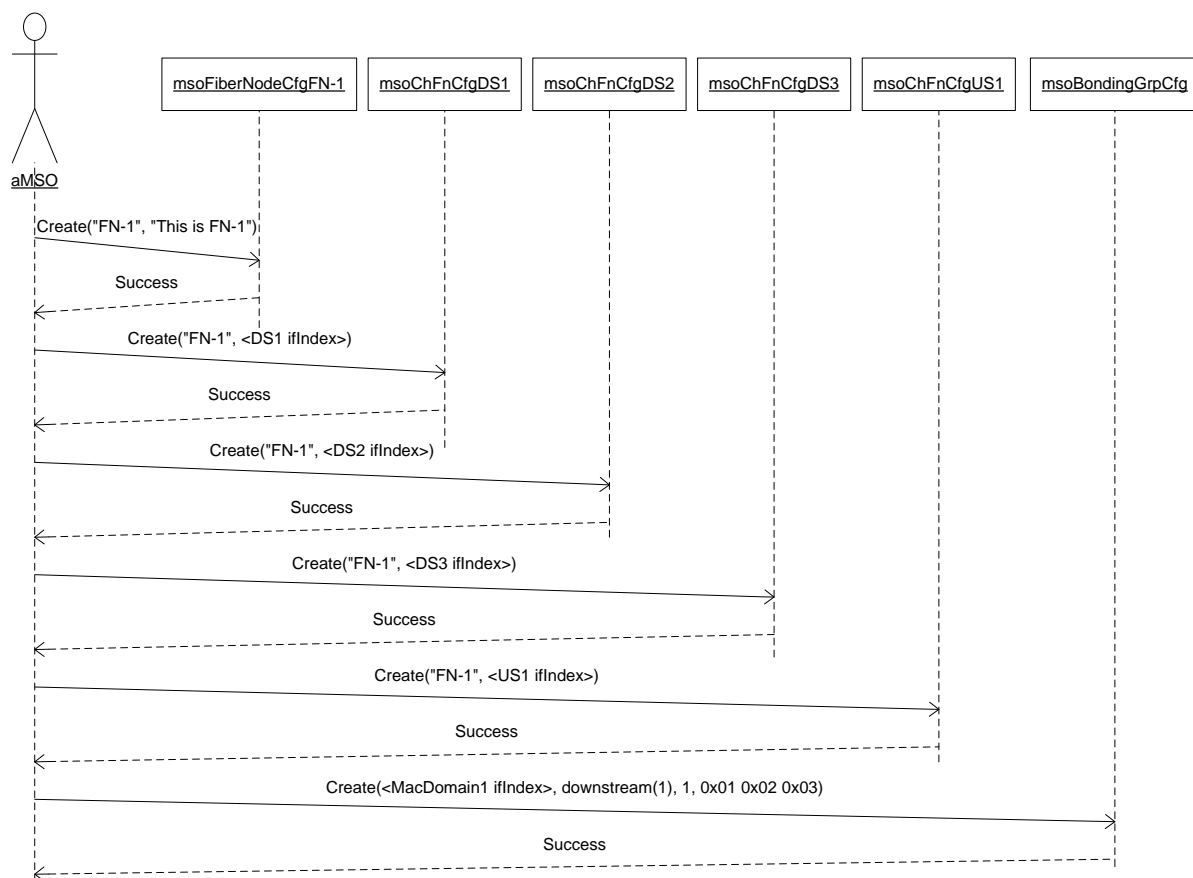 msoFiberNodeCfgFN-1
msoChFnCfgDS1
msoChFnCfgDS2
msoChFnCfgDS3
msoChFnCfgUS1
msoBondingGrpCfg
aMSO
Create("FN-1", "This is FN-1")
Success
Create("FN-1", <DS1 ifIndex>)
Success
Create("FN-1", <DS2 ifIndex>)
Success
Create("FN-1", <DS3 ifIndex>)
Success
Create("FN-1", <US1 ifIndex>)
Success
Create(<MacDomain1 ifIndex>, downstream(1), 1, 0x01 0x02 0x03)
Success